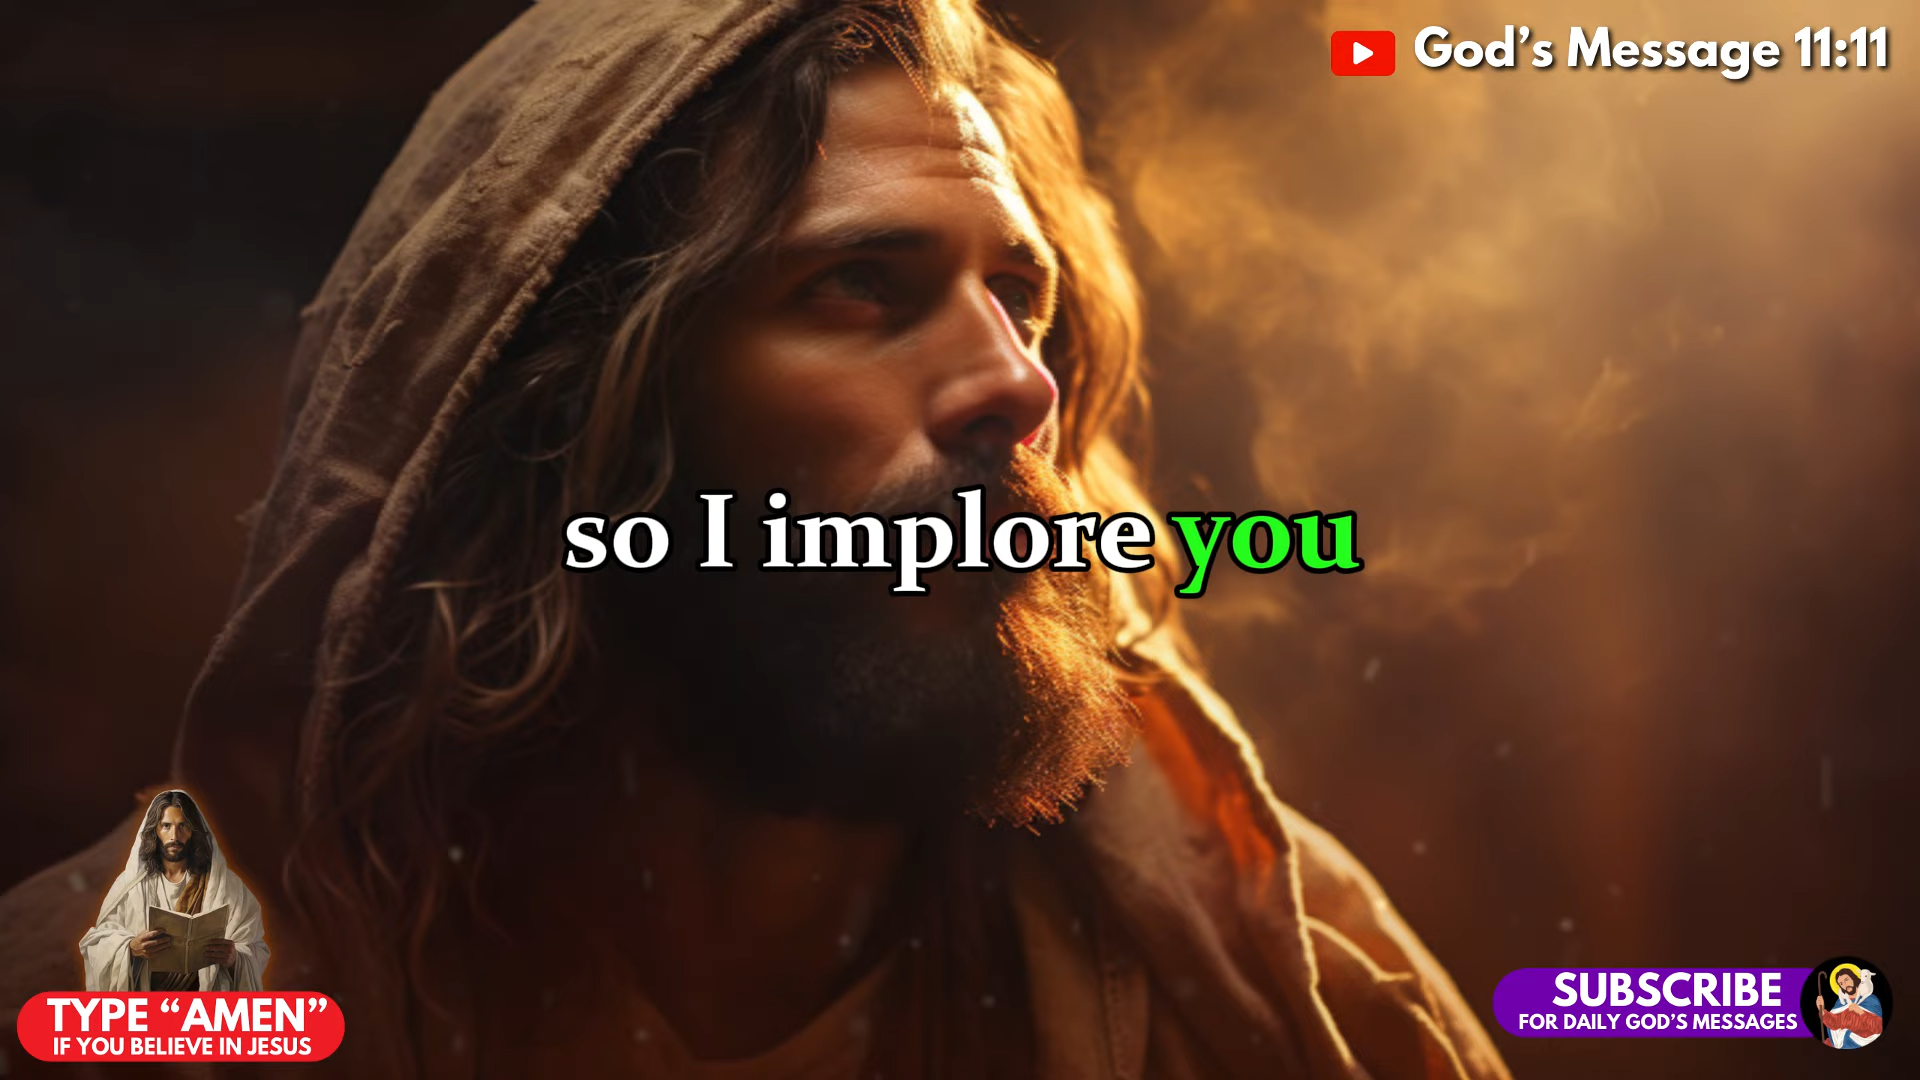 God's Message 11:11
so I implore you
TYPE “AMEN”
IF YOU BELIEVE IN JESUS
SUBSCRIBE
FOR DAILY GOD'S MESSAGES